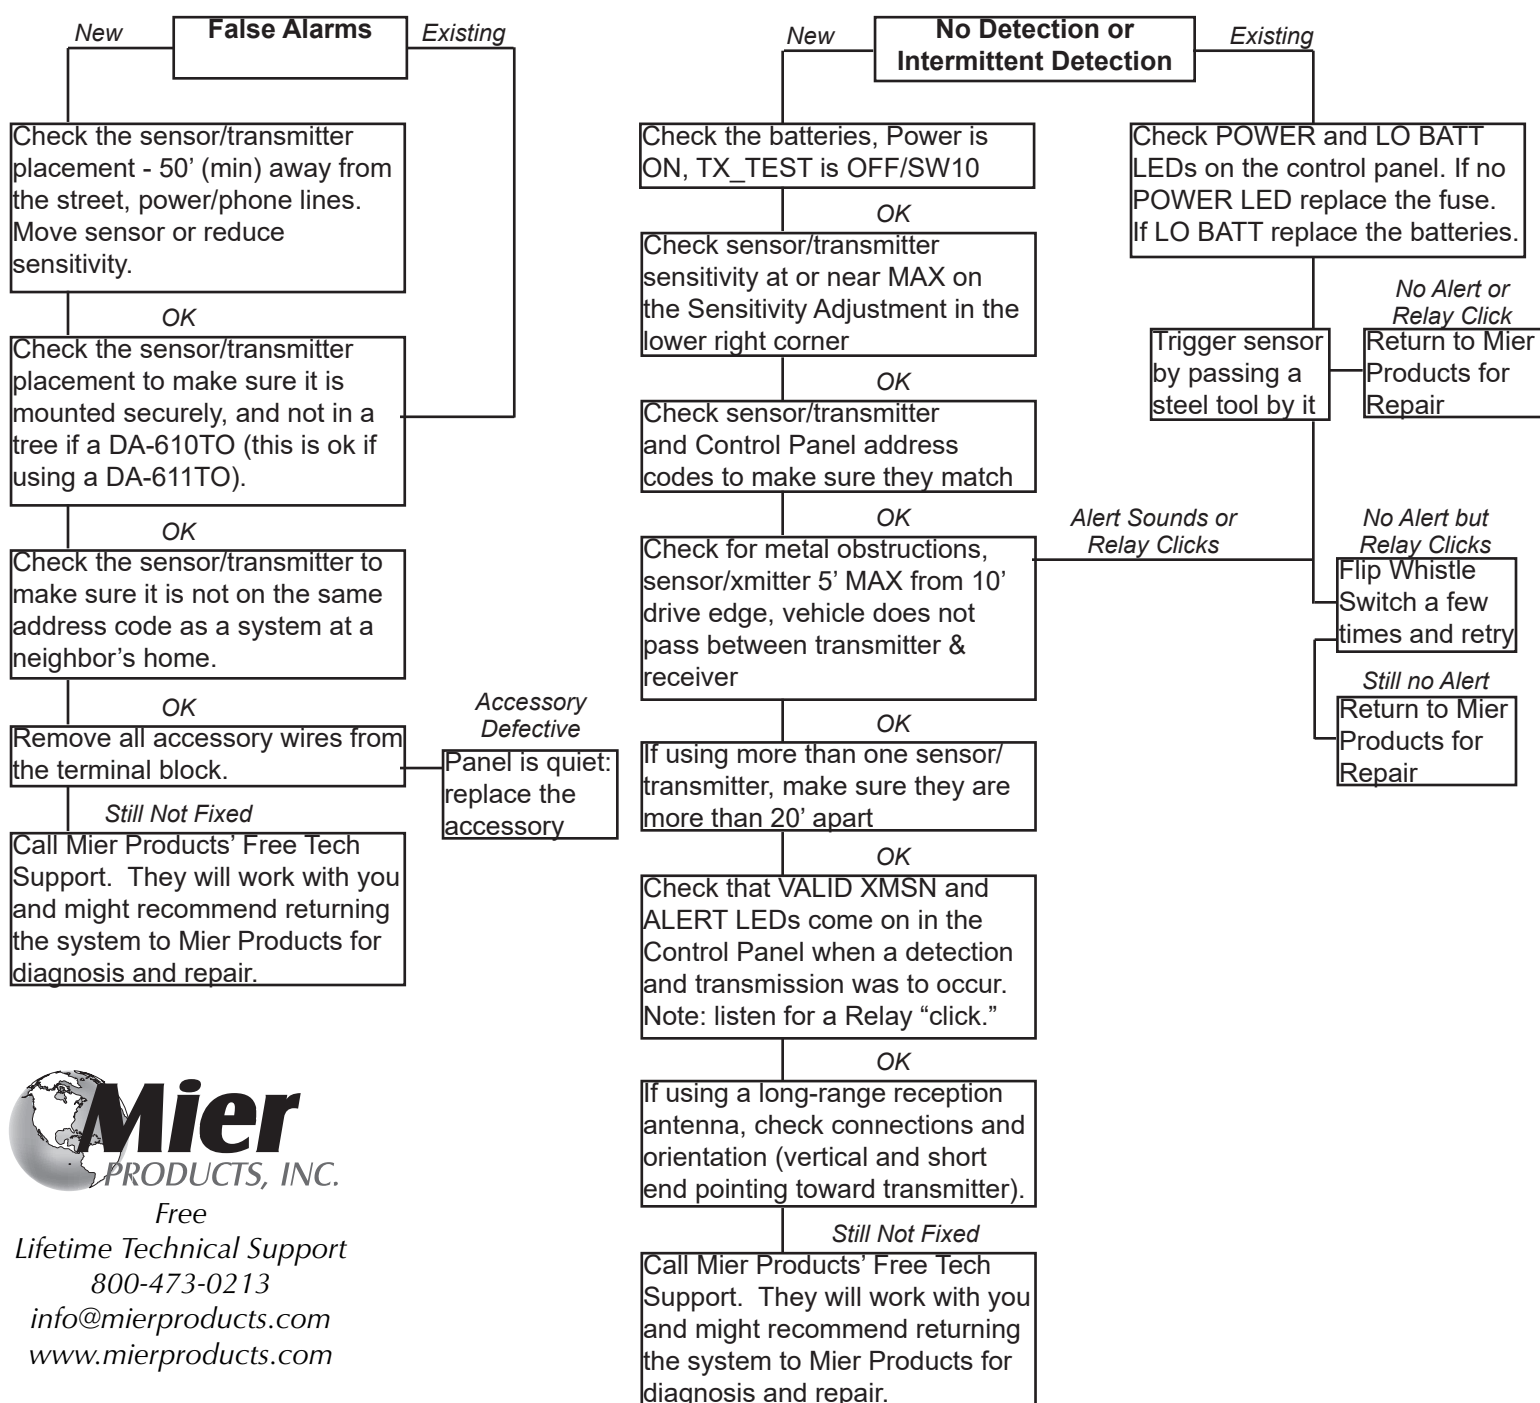 New
False Alarms
Existing
Check the sensor/transmitter
placement - 50’ (min) away from
the street, power/phone lines.
Move sensor or reduce
sensitivity.
OK
Check the sensor/transmitter
placement to make sure it is
mounted securely, and not in a
tree if a DA-610TO (this is ok if
using a DA-611TO).
OK
Check the sensor/transmitter to
make sure it is not on the same
address code as a system at a
neighbor’s home.
OK
Remove all accessory wires from
the terminal block.
Accessory
Defective
Panel is quiet:
replace the
accessory
Still Not Fixed
Call Mier Products’ Free Tech
Support.  They will work with you
and might recommend returning
the system to Mier Products for
diagnosis and repair.
Mier
PRODUCTS, INC.
Free
Lifetime Technical Support
800-473-0213
info@mierproducts.com
www.mierproducts.com
New
No Detection or
Intermittent Detection
Existing
Check the batteries, Power is
ON, TX_TEST is OFF/SW10
OK
Check sensor/transmitter
sensitivity at or near MAX on
the Sensitivity Adjustment in the
lower right corner
OK
Check sensor/transmitter
and Control Panel address
codes to make sure they match
OK
Check for metal obstructions,
sensor/xmitter 5’ MAX from 10’
drive edge, vehicle does not
pass between transmitter &
receiver
OK
If using more than one sensor/
transmitter, make sure they are
more than 20’ apart
OK
Check that VALID XMSN and
ALERT LEDs come on in the
Control Panel when a detection
and transmission was to occur.
Note: listen for a Relay “click.”
OK
If using a long-range reception
antenna, check connections and
orientation (vertical and short
end pointing toward transmitter).
Still Not Fixed
Call Mier Products’ Free Tech
Support.  They will work with you
and might recommend returning
the system to Mier Products for
diagnosis and repair.
Check POWER and LO BATT
LEDs on the control panel. If no
POWER LED replace the fuse.
If LO BATT replace the batteries.
Trigger sensor
by passing a
steel tool by it
No Alert or
Relay Click
Return to Mier
Products for
Repair
Alert Sounds or
Relay Clicks
No Alert but
Relay Clicks
Flip Whistle
Switch a few
times and retry
Still no Alert
Return to Mier
Products for
Repair